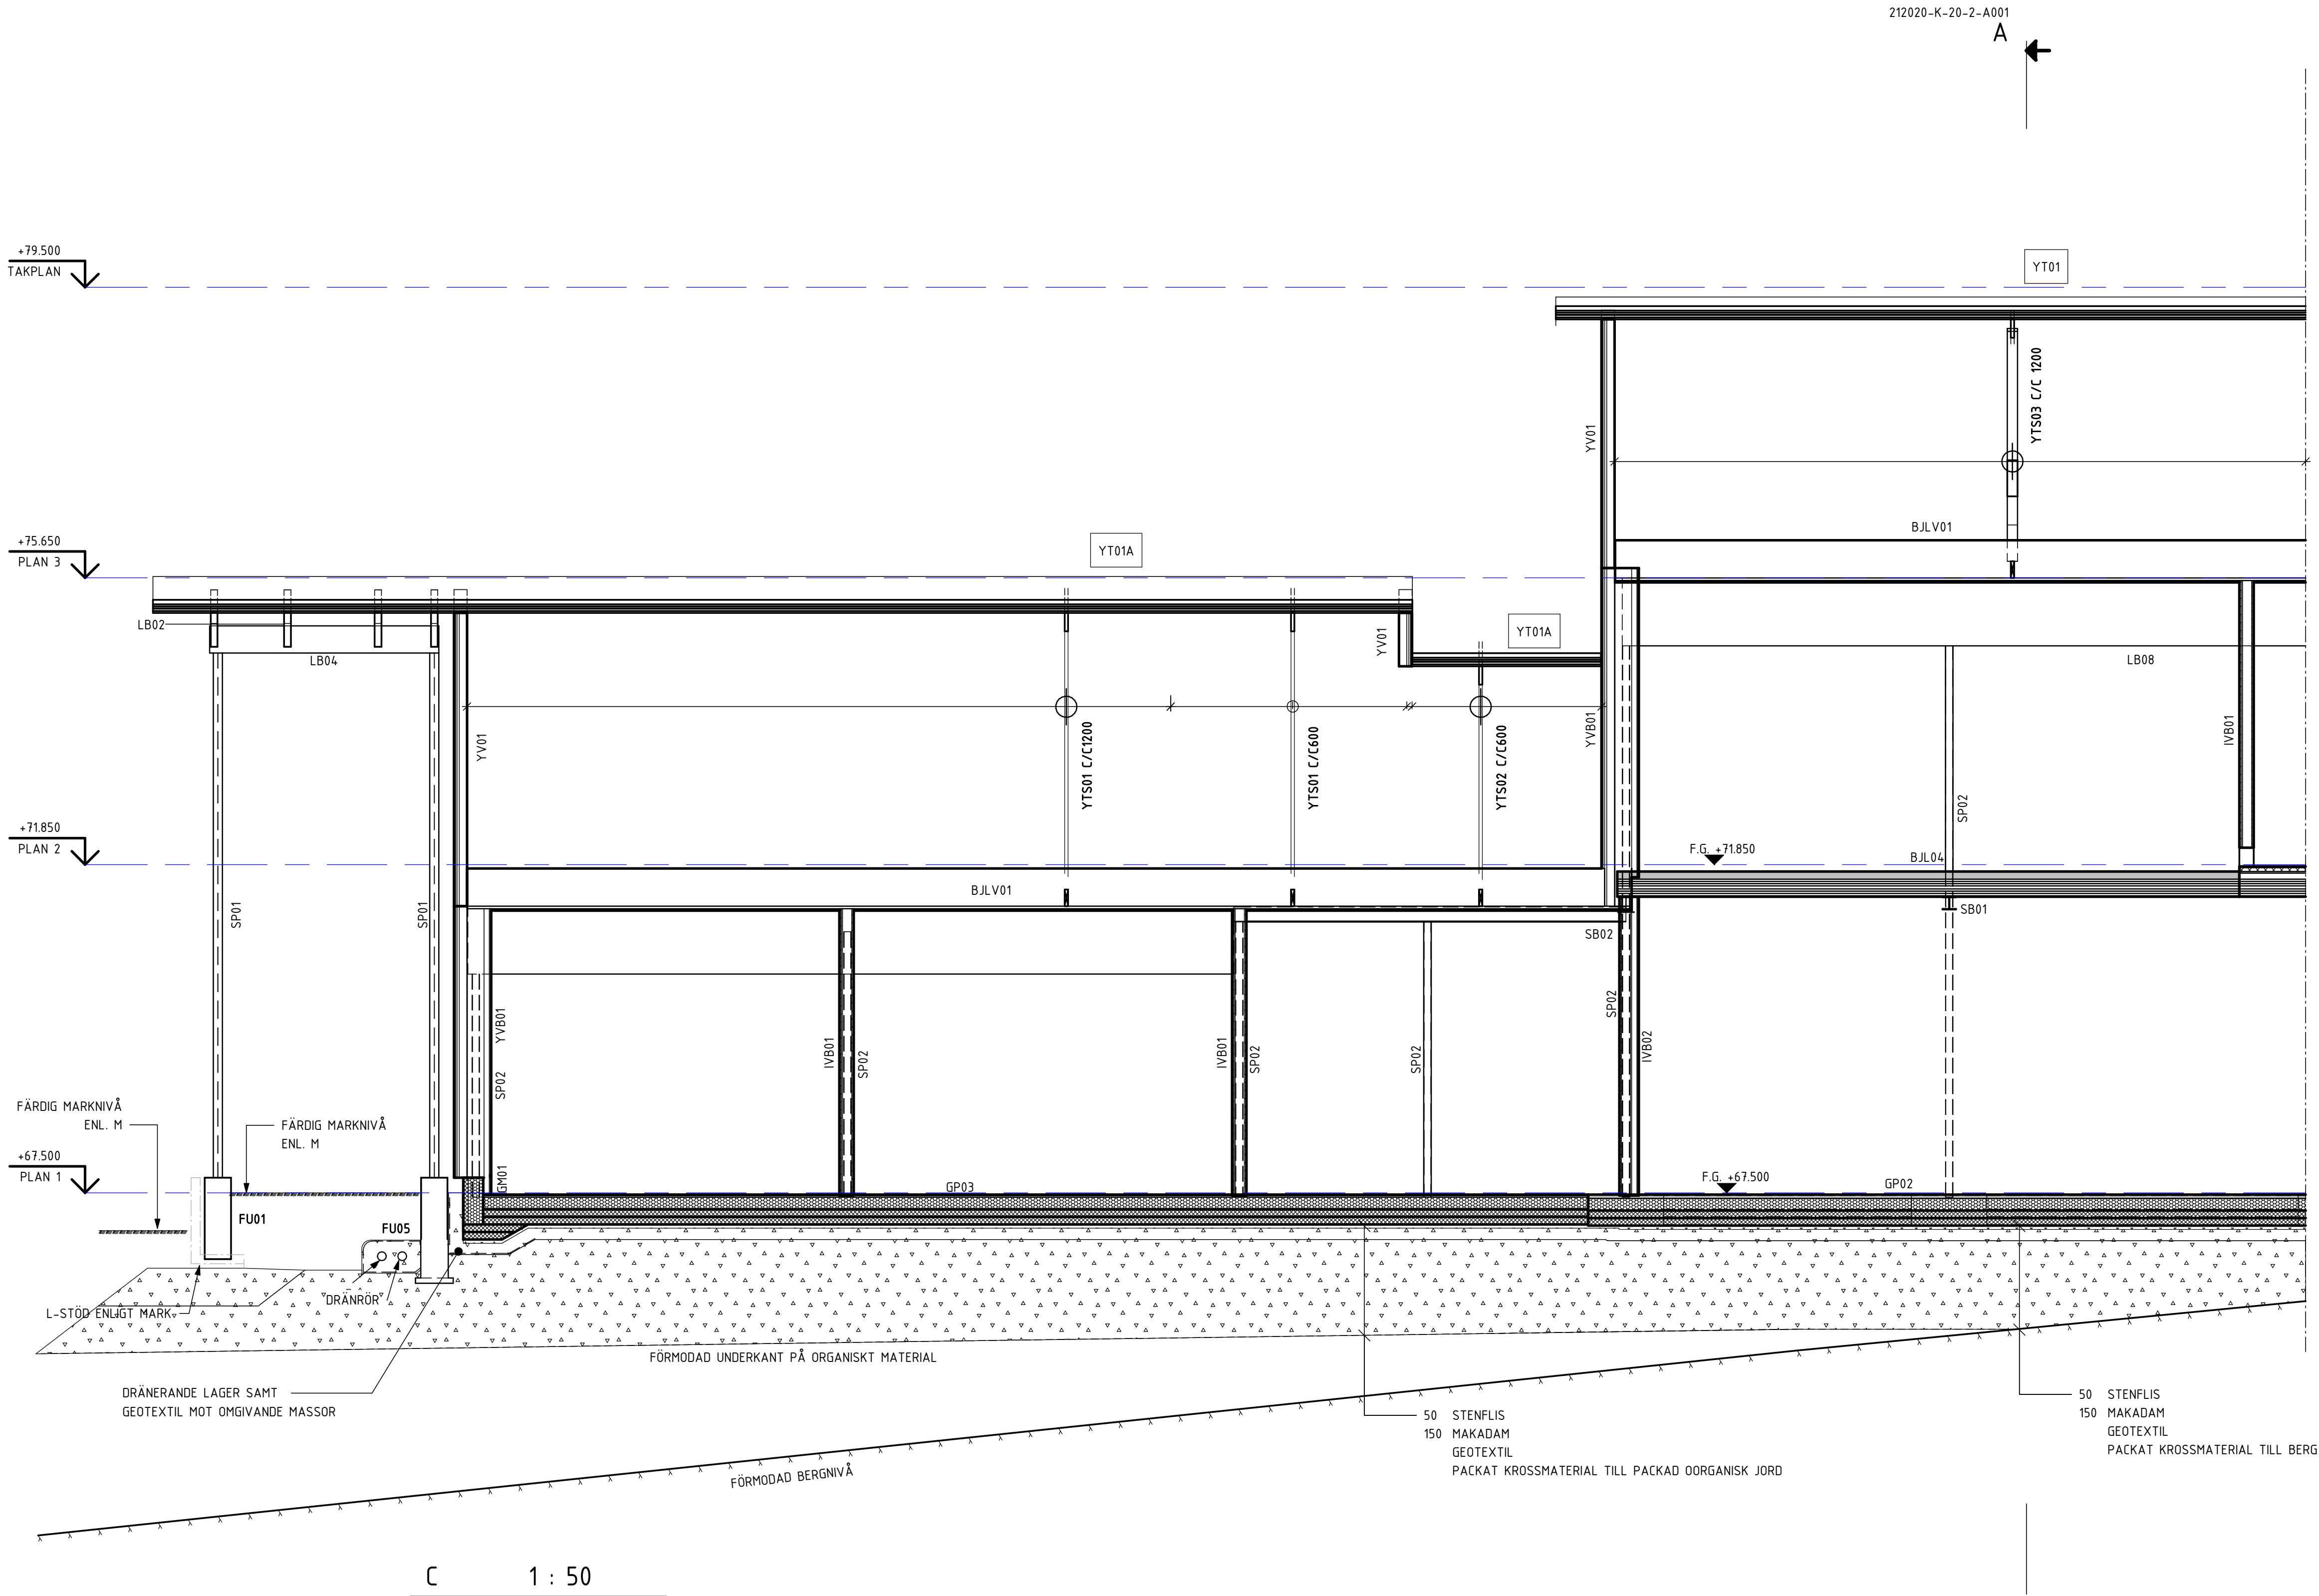 212020-K-20-2-A001
A
+79.500
TAKPLAN
YT01
YTS03 C/C 1200
YV01
BJLV01
+75.650
PLAN 3
YT01A
YT01A
LB02
LB04
YV01
LB08
YV01
YTS01 C/C1200
YTS01 C/C600
YTS02 C/C600
YVB01
IVB01
SP02
+71.850
PLAN 2
F.G. +71.850
BJL04
BJLV01
SB01
SB02
SP01
SP01
YVB01
SP02
IVB01
SP02
IVB01
SP02
SP02
SP02
IVB02
FÄRDIG MARKNIVÅ
ENL. M
FÄRDIG MARKNIVÅ
ENL. M
+67.500
PLAN 1
GM01
GP03
F.G. +67.500
GP02
FU01
FU05
DRÄNRÖR
L-STÖD ENLIGT MARK
FÖRMODAD UNDERKANT PÅ ORGANISKT MATERIAL
DRÄNERANDE LAGER SAMT
GEOTEXTIL MOT OMGIVANDE MASSOR
50 STENFLIS
150 MAKADAM
GEOTEXTIL
PACKAT KROSSMATERIAL TILL PACKAD OORGANISK JORD
50 STENFLIS
150 MAKADAM
GEOTEXTIL
PACKAT KROSSMATERIAL TILL BERG
FÖRMODAD BERGNIVÅ
C 1 : 50